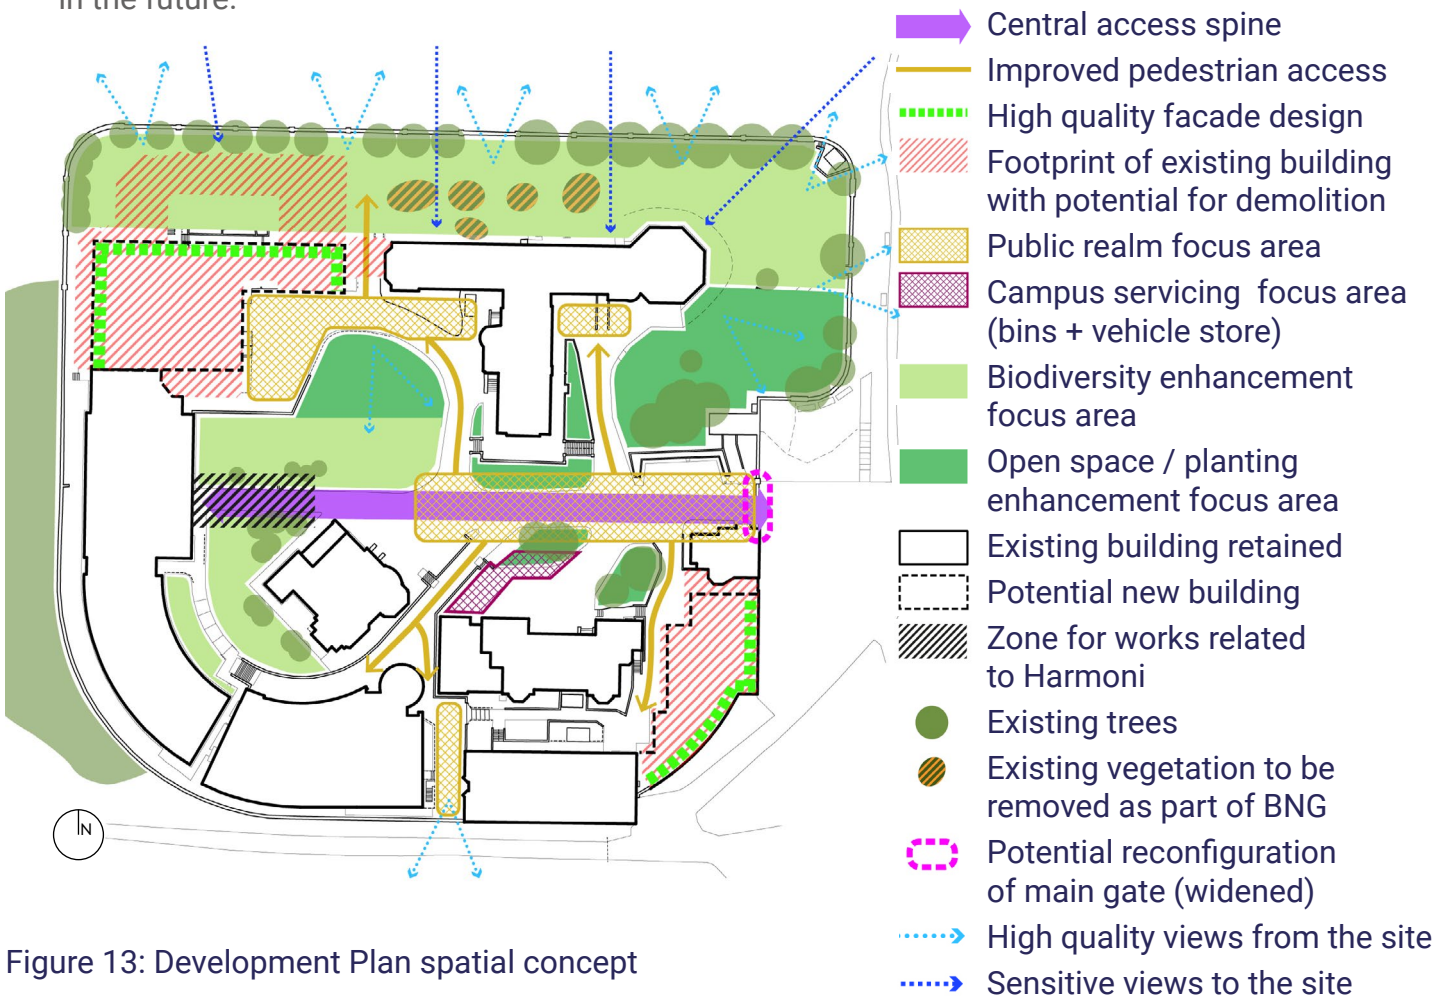 in the future.
Central access spine
Improved pedestrian access
High quality facade design
Footprint of existing building
with potential for demolition
Public realm focus area
Campus servicing focus area
(bins + vehicle store)
Biodiversity enhancement
focus area
Open space / planting
enhancement focus area
Existing building retained
Potential new building
Zone for works related
to Harmoni
Existing trees
Existing vegetation to be
removed as part of BNG
Potential reconfiguration
of main gate (widened)
High quality views from the site
Sensitive views to the site
N
Figure 13: Development Plan spatial concept